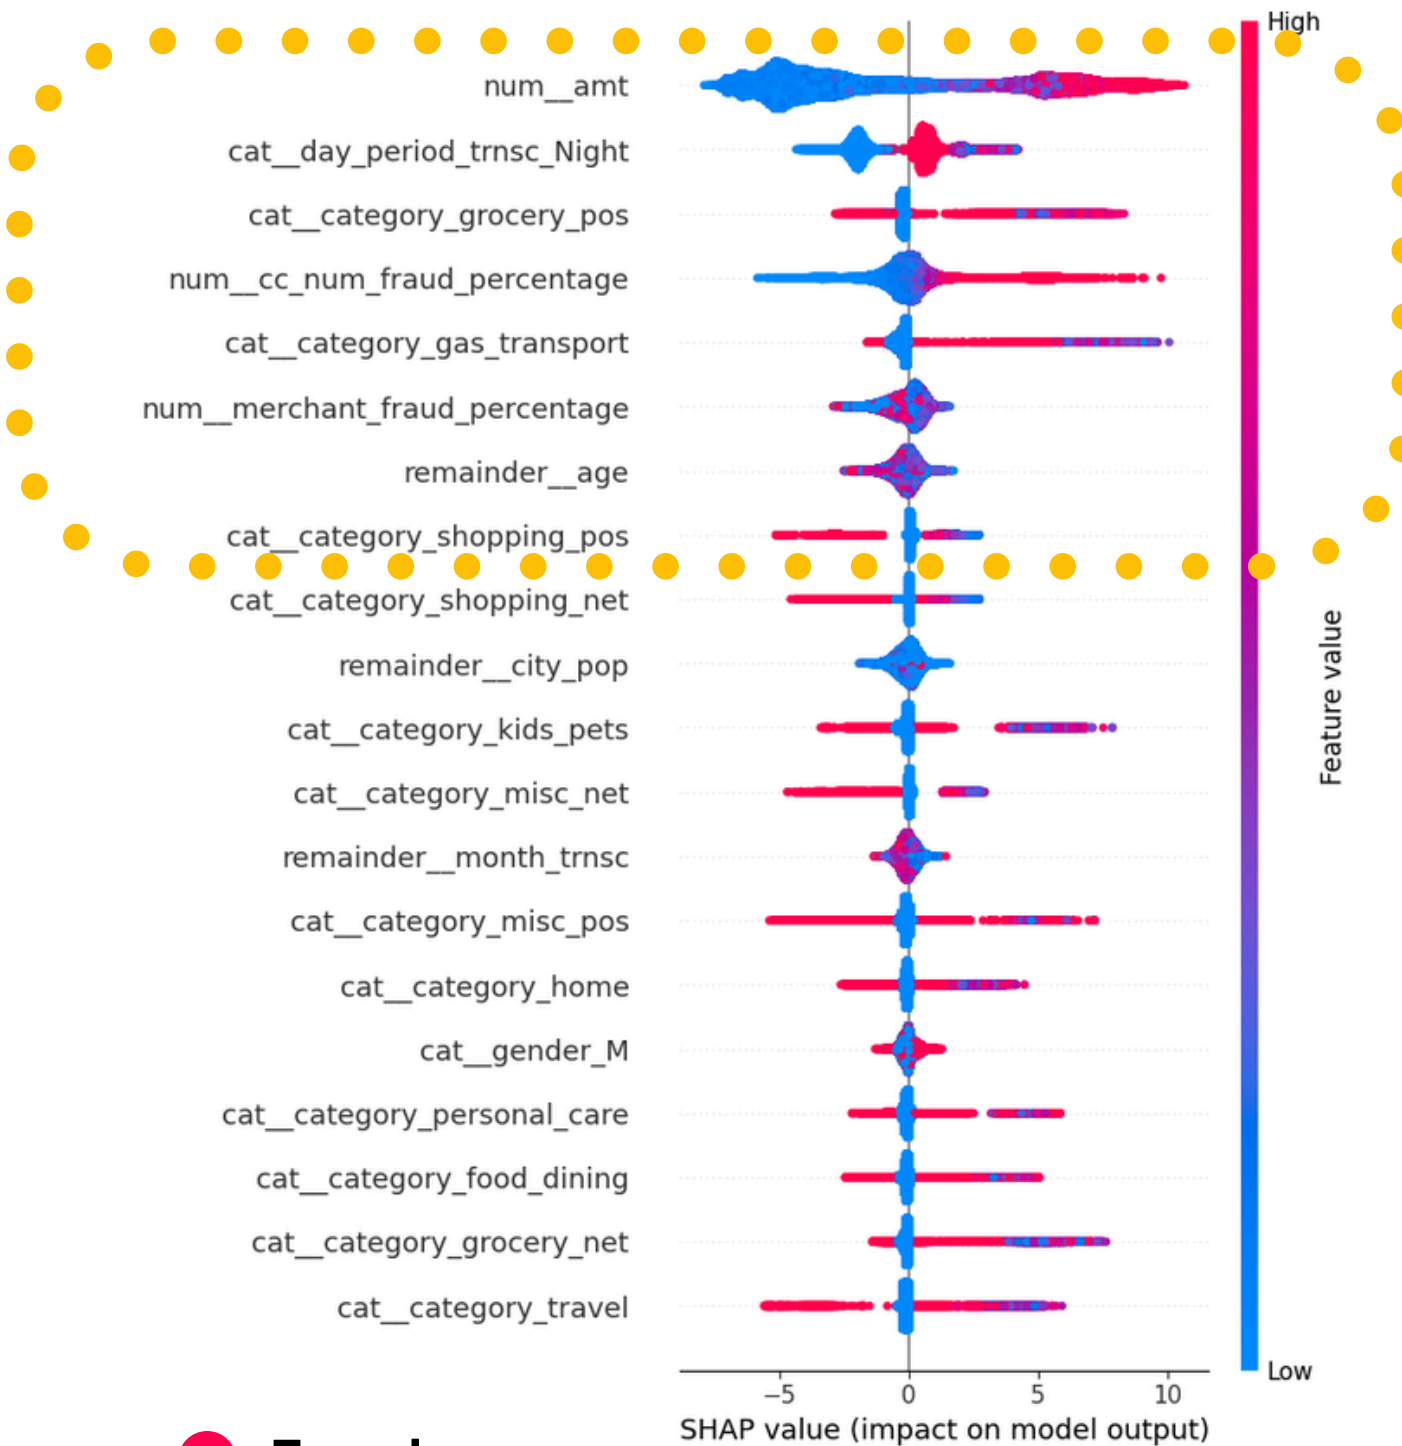 High
num__amt
cat__day_period_trnsc_Night
cat__category_grocery_pos
num__cc_num_fraud_percentage
cat__category_gas_transport
num__merchant_fraud_percentage
remainder__age
cat__category_shopping_pos
cat__category_shopping_net
remainder__city_pop
cat__category_kids_pets
cat__category_misc_net
remainder__month_trnsc
cat__category_misc_pos
cat__category_home
cat__gender_M
cat__category_personal_care
cat__category_food_dining
cat__category_grocery_net
cat__category_travel
Feature value
Low
−5 0 5 10
SHAP value (impact on model output)